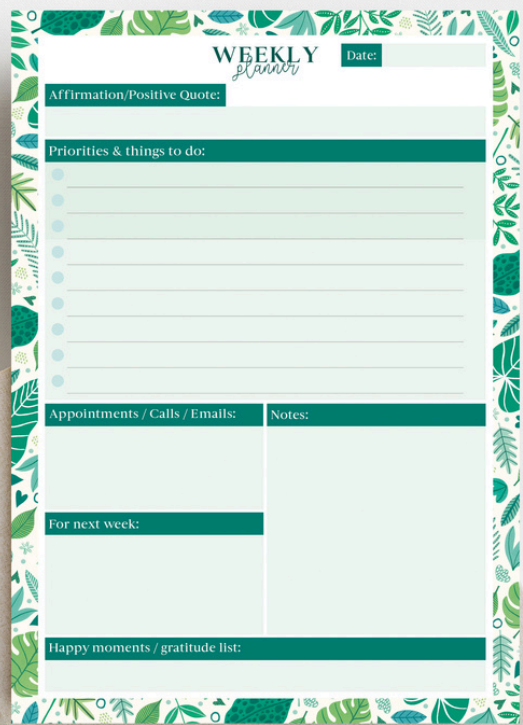 WEEKLY
planner
Date:
Affirmation/Positive Quote:
Priorities & things to do:
Appointments / Calls / Emails:
Notes:
For next week:
Happy moments / gratitude list: